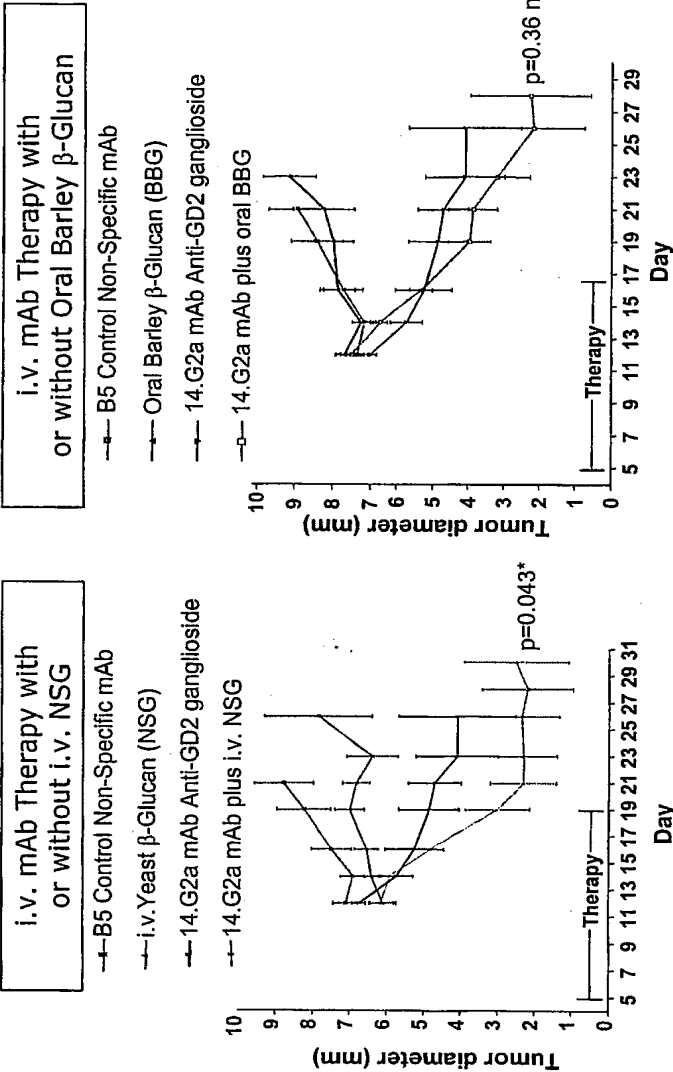 i.v. mAb Therapy with
or without i.v. NSG
B5 Control Non-Specific mAb
i.v.Yeast β-Glucan (NSG)
14.G2a mAb Anti-GD2 ganglioside
14.G2a mAb plus i.v. NSG
Tumor diameter (mm)
10
9
8
7
6
5
4
3
2
1
0
p=0.043*
Therapy
5 7 9 11 13 15 17 19 21 23 25 27 29 31
Day
i.v. mAb Therapy with
or without Oral Barley β-Glucan
B5 Control Non-Specific mAb
Oral Barley β-Glucan (BBG)
14.G2a mAb Anti-GD2 ganglioside
14.G2a mAb plus oral BBG
Tumor diameter (mm)
10
9
8
7
6
5
4
3
2
1
0
p=0.36 n
Therapy
5 7 9 11 13 15 17 19 21 23 25 27 29
Day